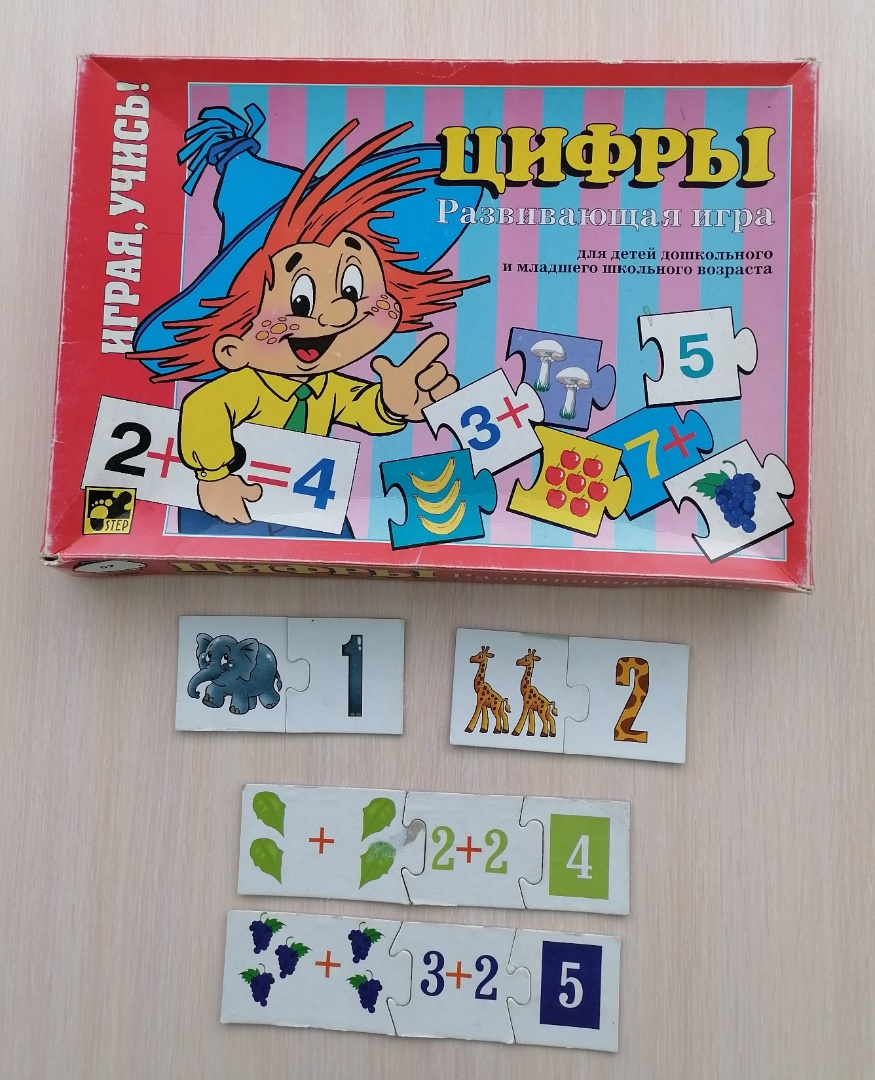 ИГРАЯ, УЧИСЬ!
ЦИФРЫ
Развивающая игра
для детей дошкольного
и младшего школьного возраста
5
3+
7+
2+
=4
STEP
ЦИФРЫ
1
2
+
2+2
4
+
3+2
5